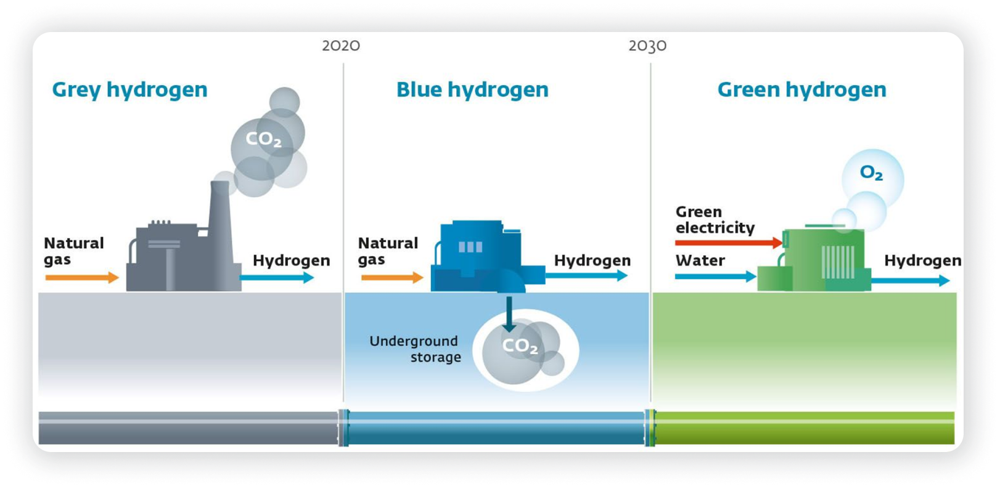 2020
2030
Grey hydrogen
Blue hydrogen
Green hydrogen
CO₂
O₂
Natural
gas
Hydrogen
Natural
gas
Hydrogen
Green
electricity
Water
Hydrogen
Underground
storage
CO₂